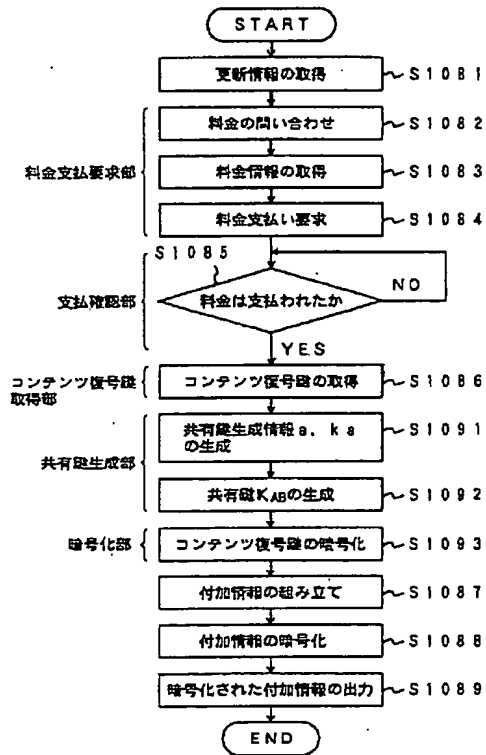 START
更新情報の取得
S1081
料金の問い合わせ
S1082
料金支払要求部
料金情報の取得
S1083
料金支払い要求
S1084
S1085
支払確認部
料金は支払われたか
NO
YES
コンテンツ復号鍵
取得部
コンテンツ復号鍵の取得
S1086
共有鍵生成部
共有鍵生成情報a, ka
の生成
S1091
共有鍵KABの生成
S1092
暗号化部
コンテンツ復号鍵の暗号化
S1093
付加情報の組み立て
S1087
付加情報の暗号化
S1088
暗号化された付加情報の出力
S1089
END